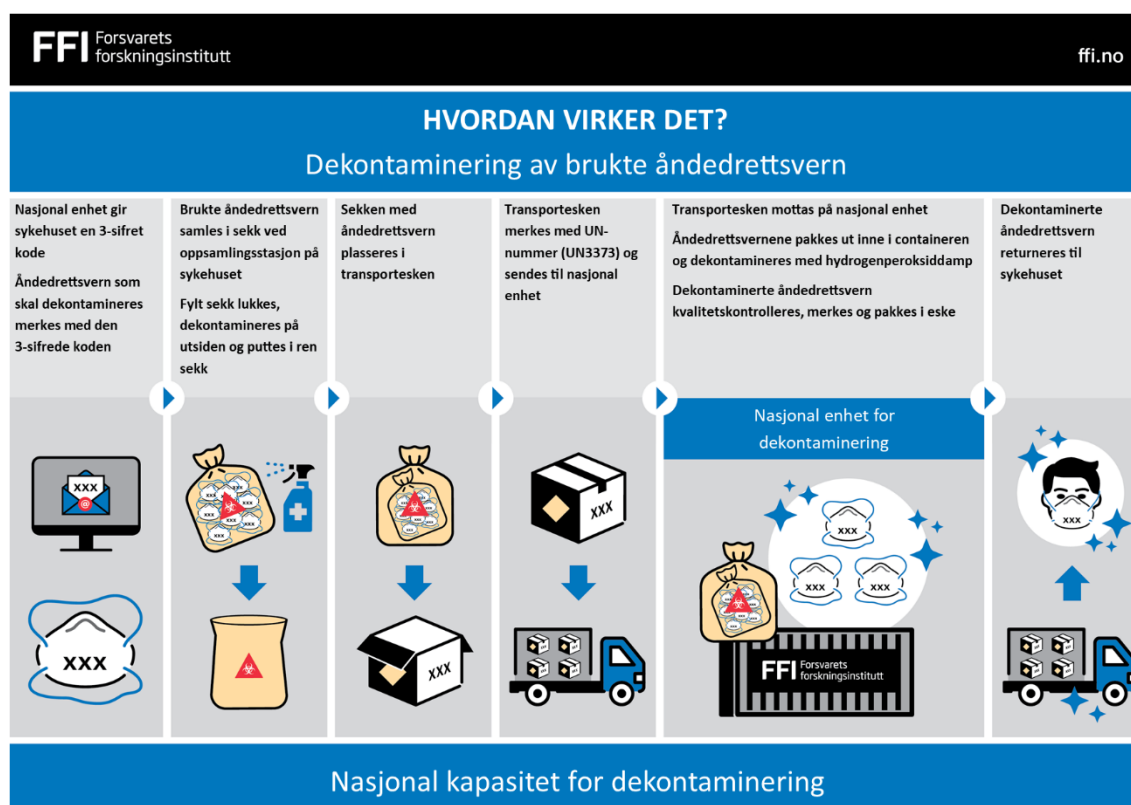 FFI Forsvarets
forskningsinstitutt
ffi.no
HVORDAN VIRKER DET?
Dekontaminering av brukte åndedrettsvern
Nasjonal enhet gir
sykehuset en 3-sifret
kode
Åndedrettsvern som
skal dekontamineres
merkes med den
3-sifrede koden
Brukte åndedrettsvern
samles i sekk ved
oppsamlingsstasjon på
sykehuset
Fylt sekk lukkes,
dekontamineres på
utsiden og puttes i ren
sekk
Sekken med
åndedrettsvern
plasseres i
transportesken
Transportesken
merkes med UN-
nummer (UN3373) og
sendes til nasjonal
enhet
Transportesken mottas på nasjonal enhet
Åndedrettsvernene pakkes ut inne i containeren
og dekontamineres med hydrogenperoksiddamp
Dekontaminerte åndedrettsvern
kvalitetskontrolleres, merkes og pakkes i eske
Dekontaminerte
åndedrettsvern
returneres til
sykehuset
XXX
@
XXX
XXX
XXX
Nasjonal enhet for
dekontaminering
XXX
XXX XXX
FFI Forsvarets
forskningsinstitutt
XXX
Nasjonal kapasitet for dekontaminering